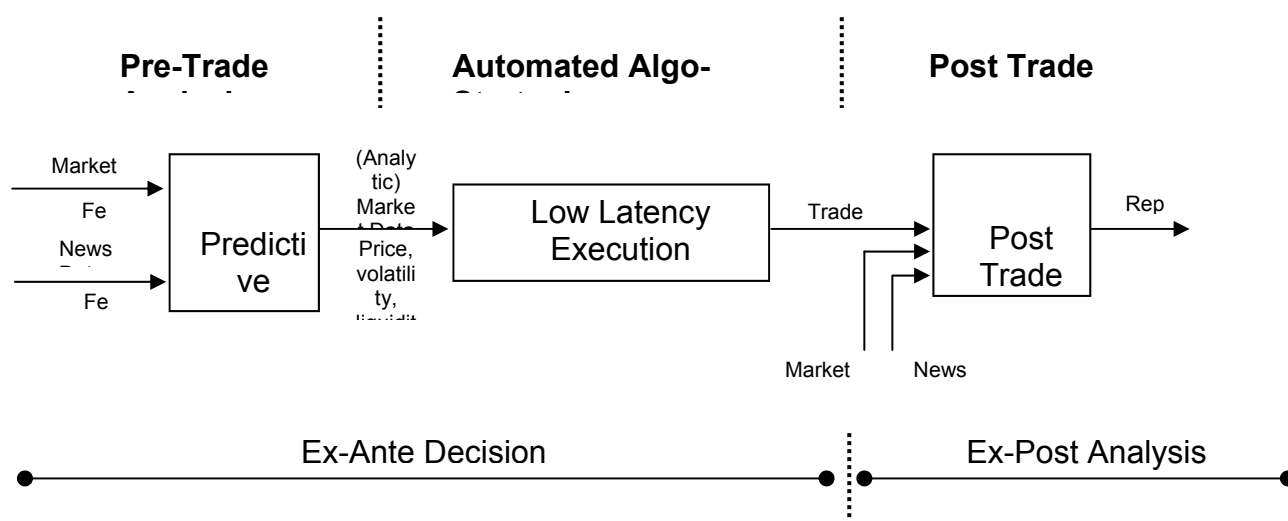 Pre-Trade
Automated Algo-
Post Trade
Market
Fe
News
Fe
Predicti
ve
(Analy
tic)
Marke
Price,
volatili
ty,
Low Latency
Execution
Trade
Market
News
Post
Trade
Rep
Ex-Ante Decision
Ex-Post Analysis